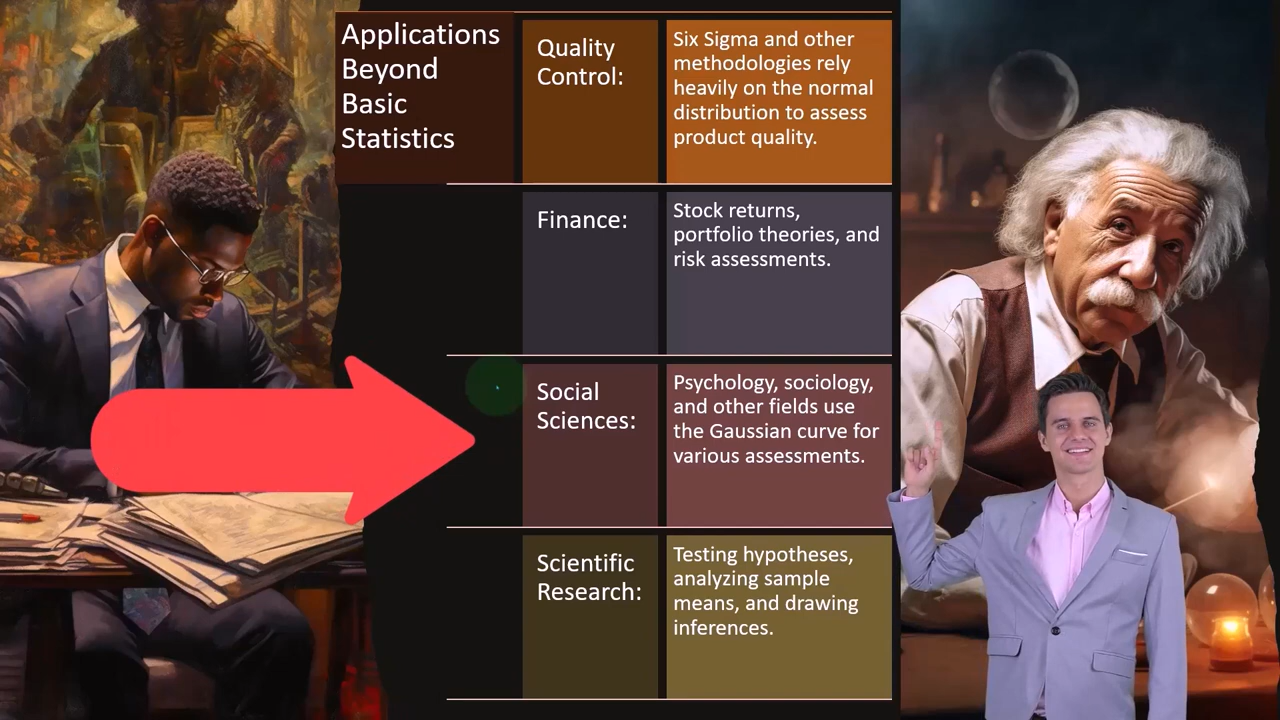 Applications
Beyond
Basic
Statistics
Quality
Control:
Six Sigma and other
methodologies rely
heavily on the normal
distribution to assess
product quality.
Finance:
Stock returns,
portfolio theories, and
risk assessments.
Social
Sciences:
Psychology, sociology,
and other fields use
the Gaussian curve for
various assessments.
Scientific
Research:
Testing hypotheses,
analyzing sample
means, and drawing
inferences.